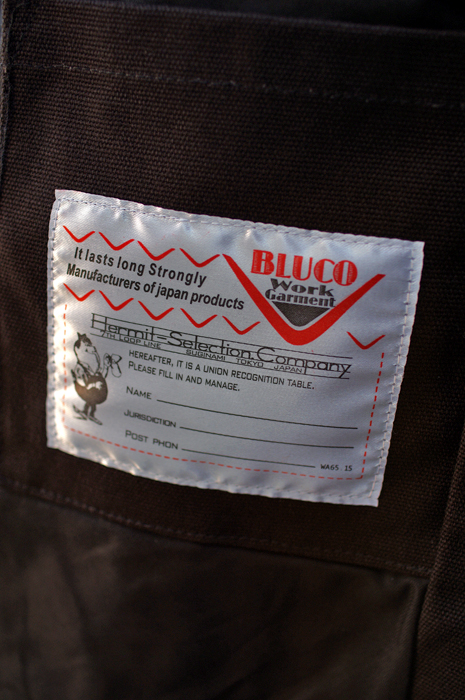 It lasts long Strongly
Manufacturers of japan products
BLUCO
Work
Garment
Hermit-Selection Company
7TH LOOP LINE SUGINAMI TOKYO JAPAN
HEREAFTER, IT IS A UNION RECOGNITION TABLE.
PLEASE FILL IN AND MANAGE.
NAME
JURISDICTION
POST PHON
WA65 15